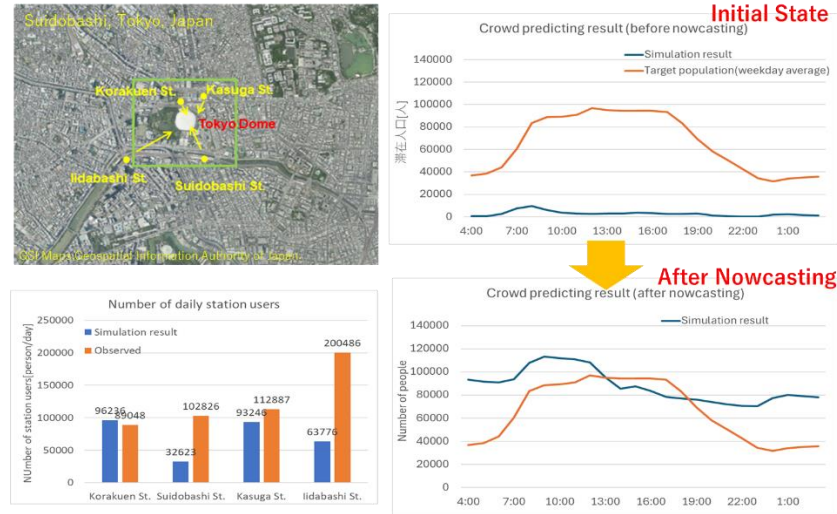 Suidobashi, Tokyo, Japan
Korakuen St.
Kasuga St.
Tokyo Dome
Iidabashi St.
Suidobashi St.
GSI Maps,Geospatial Information Authority of Japan.
Initial State
Crowd predicting result (before nowcasting)
Simulation result
Target population(weekday average)
滞在人口[人]
140000
120000
100000
80000
60000
40000
20000
0
4:00 7:00 10:00 13:00 16:00 19:00 22:00 1:00
Number of daily station users
Simulation result
Observed
NUmber of station users[person/day]
250000
200000
150000
100000
50000
0
96236 89048
32623 102826
93246 112887
63776 200486
Korakuen St. Suidobashi St. Kasuga St. Iidabashi St.
After Nowcasting
Crowd predicting result (after nowcasting)
Simulation result
Number of people
140000
120000
100000
80000
60000
40000
20000
0
4:00 7:00 10:00 13:00 16:00 19:00 22:00 1:00